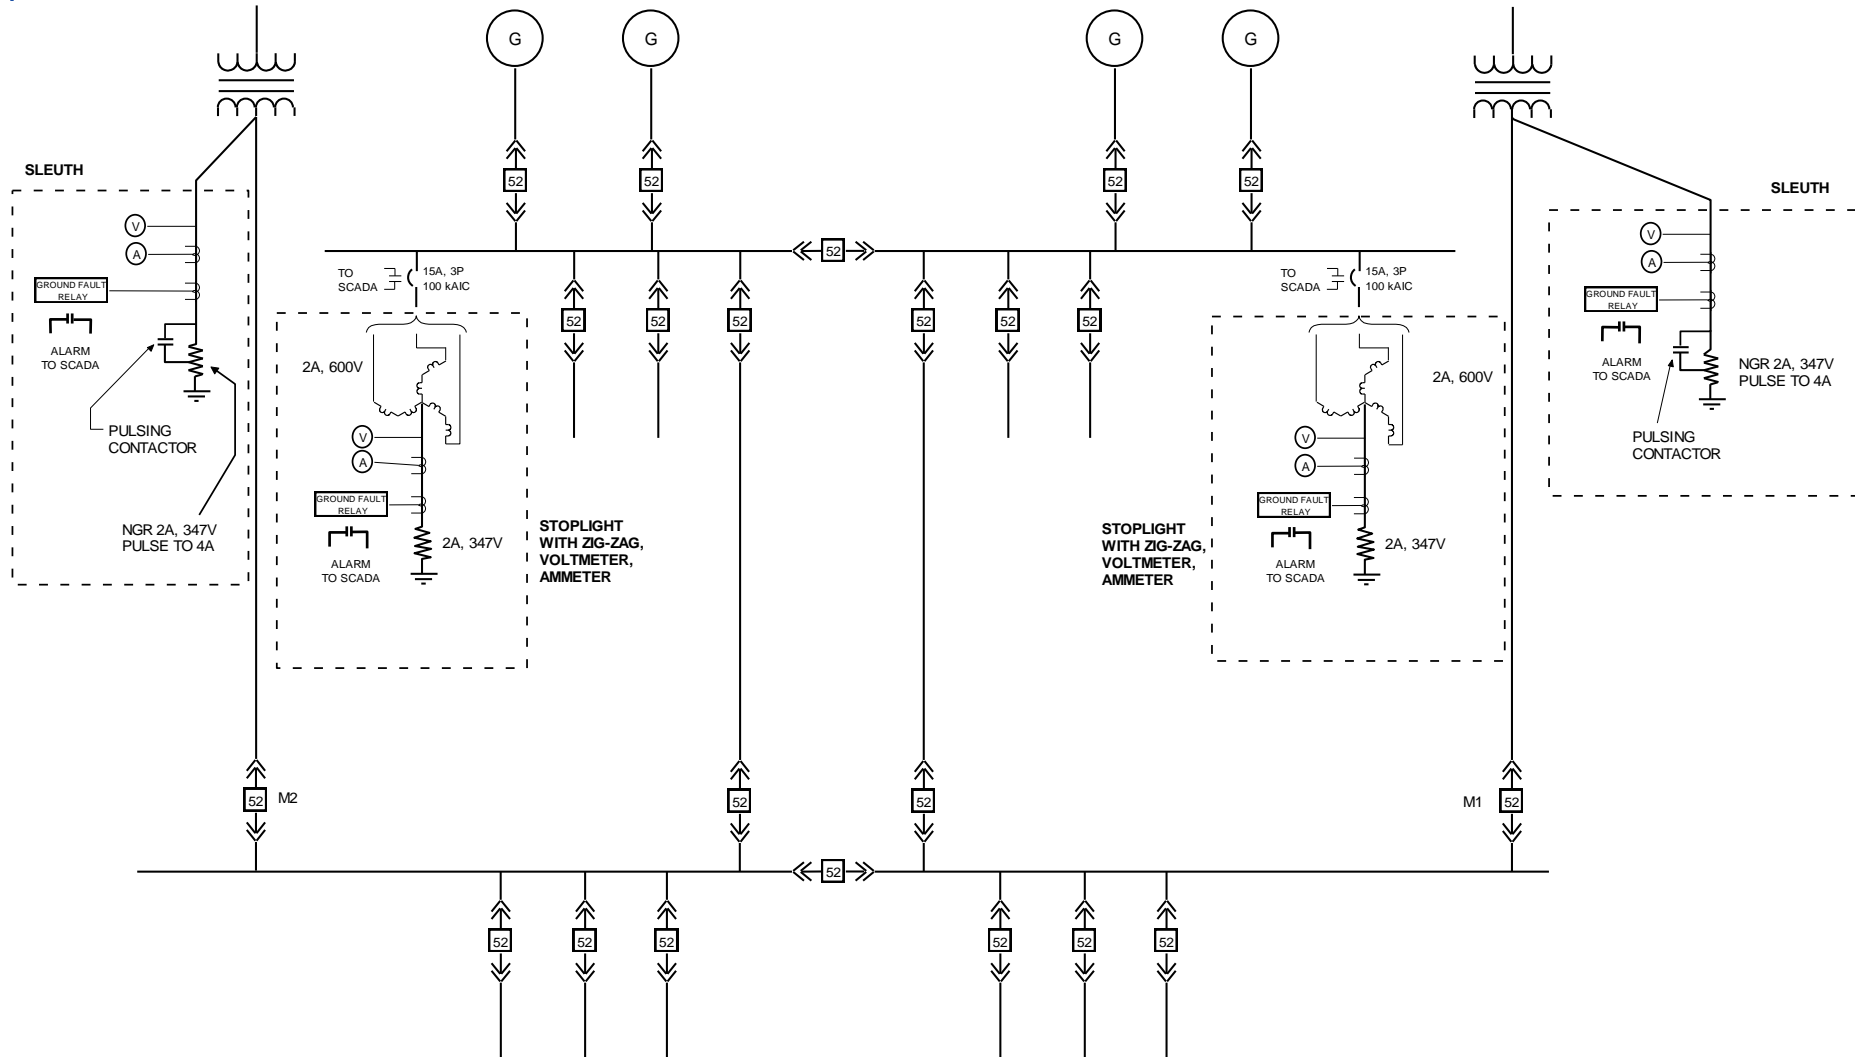 G
G
G
G
SLEUTH
52
52
52
52
SLEUTH
V
A
GROUND FAULT
RELAY
ALARM
TO SCADA
PULSING
CONTACTOR
NGR 2A, 347V
PULSE TO 4A
52
TO
SCADA
15A, 3P
100 kAIC
52
52
52
52
52
52
TO
SCADA
15A, 3P
100 kAIC
V
A
GROUND FAULT
RELAY
ALARM
TO SCADA
NGR 2A, 347V
PULSE TO 4A
PULSING
CONTACTOR
2A, 600V
V
A
GROUND FAULT
RELAY
ALARM
TO SCADA
2A, 347V
STOPLIGHT
WITH ZIG-ZAG,
VOLTMETER,
AMMETER
STOPLIGHT
WITH ZIG-ZAG,
VOLTMETER,
AMMETER
2A, 600V
V
A
GROUND FAULT
RELAY
ALARM
TO SCADA
2A, 347V
52
M2
52
52
M1
52
52
52
52
52
52
52
52